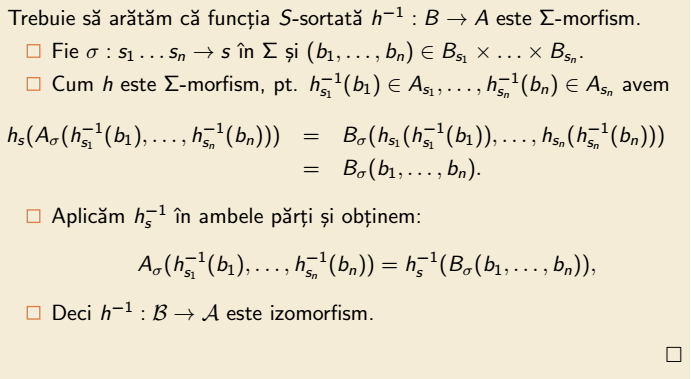 Trebuie să arătăm că funcția S-sortată h⁻¹ : B → A este Σ-morfism.
□ Fie σ : s₁ … sₙ → s în Σ și (b₁, …, bₙ) ∈ B_{s₁} × … × B_{sₙ}.
□ Cum h este Σ-morfism, pt. h_{s₁}⁻¹(b₁) ∈ A_{s₁}, …, h_{sₙ}⁻¹(bₙ) ∈ A_{sₙ} avem
h_s(A_σ(h_{s₁}⁻¹(b₁), …, h_{sₙ}⁻¹(bₙ))) = B_σ(h_{s₁}(h_{s₁}⁻¹(b₁)), …, h_{sₙ}(h_{sₙ}⁻¹(bₙ)))
= B_σ(b₁, …, bₙ).
□ Aplicăm h_s⁻¹ în ambele părți și obținem:
A_σ(h_{s₁}⁻¹(b₁), …, h_{sₙ}⁻¹(bₙ)) = h_s⁻¹(B_σ(b₁, …, bₙ)),
□ Deci h⁻¹ : ℬ → 𝒜 este izomorfism.
□